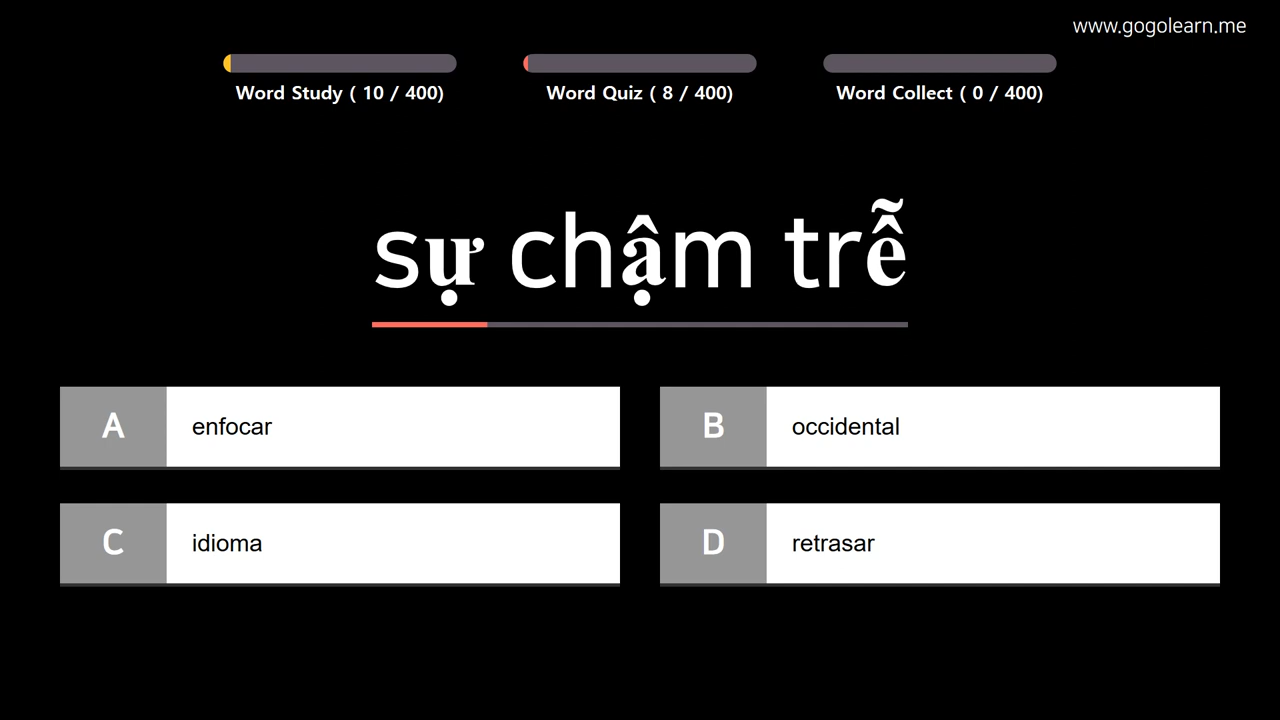 www.gogolearn.me
Word Study ( 10 / 400)
Word Quiz ( 8 / 400)
Word Collect ( 0 / 400)
sự chậm trễ
A enfocar
B occidental
C idioma
D retrasar